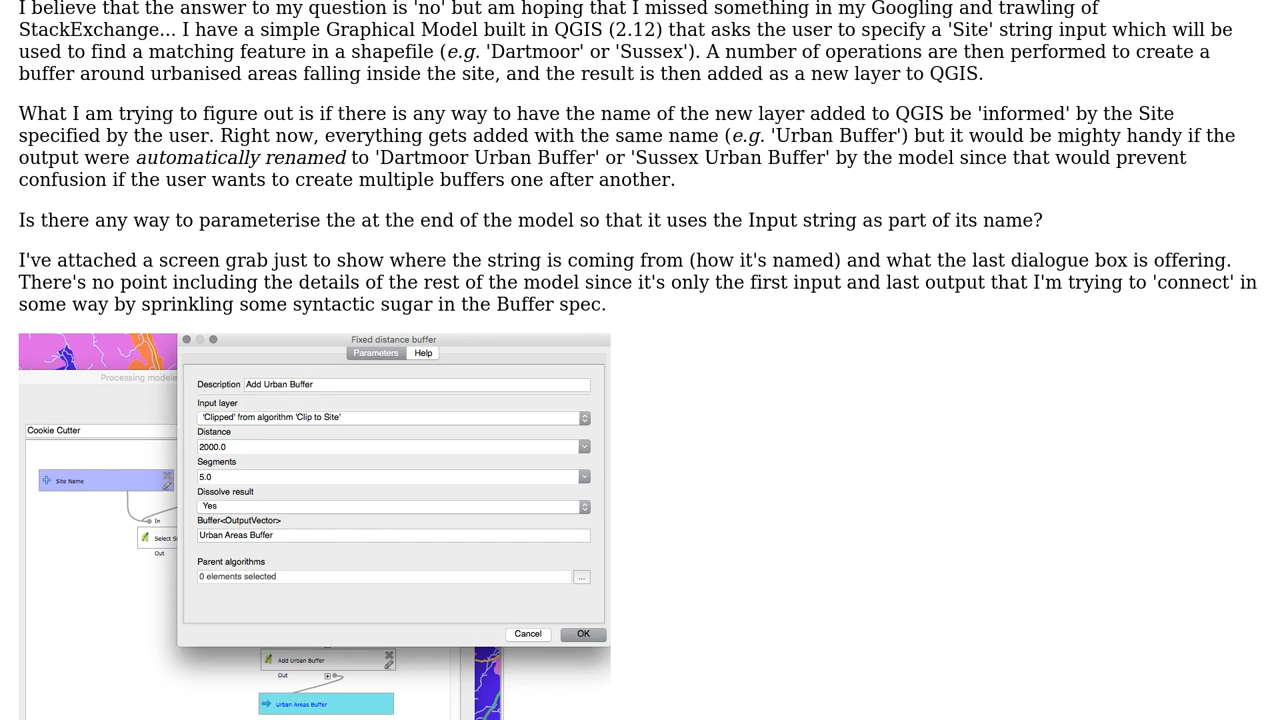 I believe that the answer to my question is 'no' but am hoping that I missed something in my Googling and trawling of
StackExchange... I have a simple Graphical Model built in QGIS (2.12) that asks the user to specify a 'Site' string input which will be
used to find a matching feature in a shapefile (e.g. 'Dartmoor' or 'Sussex'). A number of operations are then performed to create a
buffer around urbanised areas falling inside the site, and the result is then added as a new layer to QGIS.
What I am trying to figure out is if there is any way to have the name of the new layer added to QGIS be 'informed' by the Site
specified by the user. Right now, everything gets added with the same name (e.g. 'Urban Buffer') but it would be mighty handy if the
output were automatically renamed to 'Dartmoor Urban Buffer' or 'Sussex Urban Buffer' by the model since that would prevent
confusion if the user wants to create multiple buffers one after another.
Is there any way to parameterise the at the end of the model so that it uses the Input string as part of its name?
I've attached a screen grab just to show where the string is coming from (how it's named) and what the last dialogue box is offering.
There's no point including the details of the rest of the model since it's only the first input and last output that I'm trying to 'connect' in
some way by sprinkling some syntactic sugar in the Buffer spec.
Fixed distance buffer
Parameters Help
Processing modele
Description Add Urban Buffer
Input layer
'Clipped' from algorithm 'Clip to Site'
Cookie Cutter
Distance
2000.0
Segments
5.0
Site Name
Dissolve result
Yes
Buffer<OutputVector>
In
Urban Areas Buffer
Select S
Out
Parent algorithms
0 elements selected
...
Cancel OK
Add Urban Buffer
Out
Urban Areas Buffer